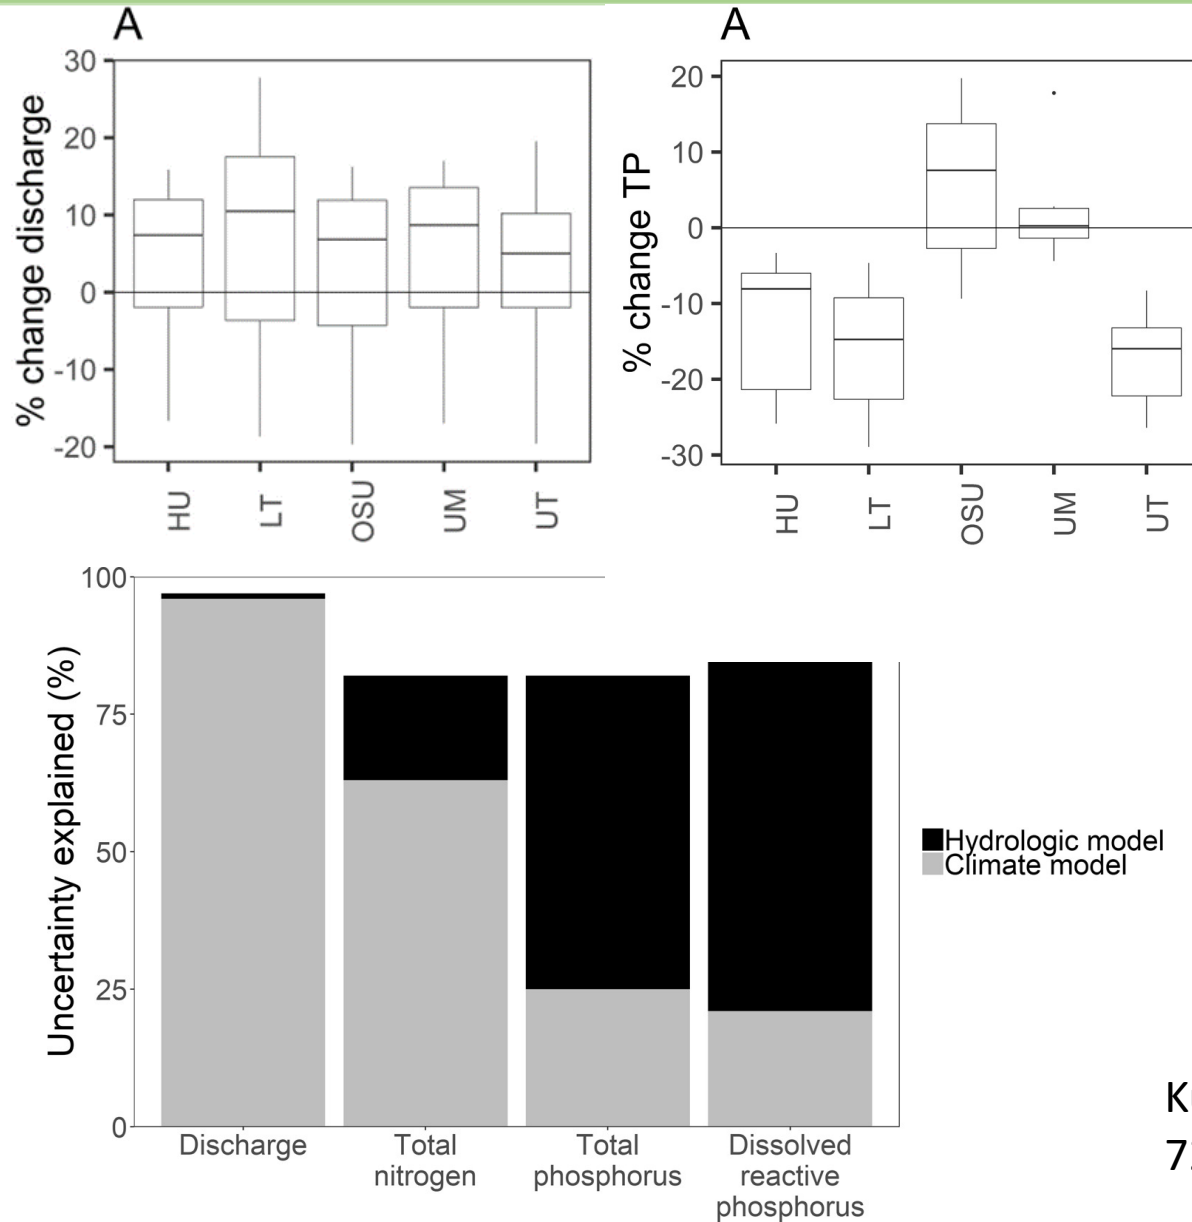 A
% change discharge
30
20
10
0
-10
-20
HU
LT
OSU
UM
UT
A
% change TP
20
10
0
-10
-20
-30
HU
LT
OSU
UM
UT
Uncertainty explained (%)
100
75
50
25
0
Discharge
Total
nitrogen
Total
phosphorus
Dissolved
reactive
phosphorus
Hydrologic model
Climate model